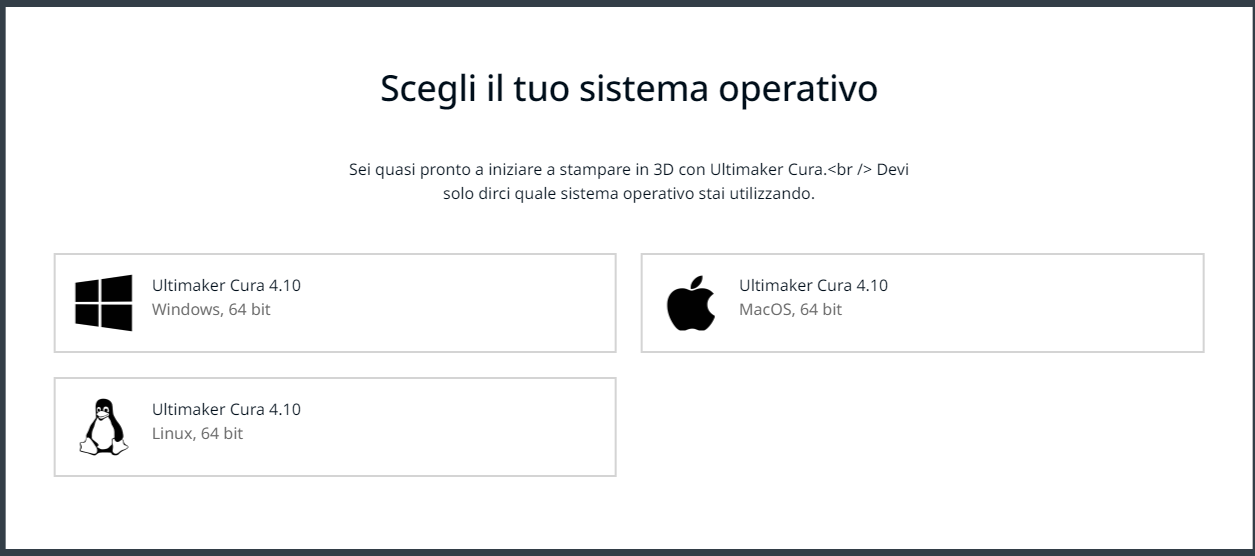 Scegli il tuo sistema operativo
Sei quasi pronto a iniziare a stampare in 3D con Ultimaker Cura.<br /> Devi
solo dirci quale sistema operativo stai utilizzando.
Ultimaker Cura 4.10
Windows, 64 bit
Ultimaker Cura 4.10
MacOS, 64 bit
Ultimaker Cura 4.10
Linux, 64 bit